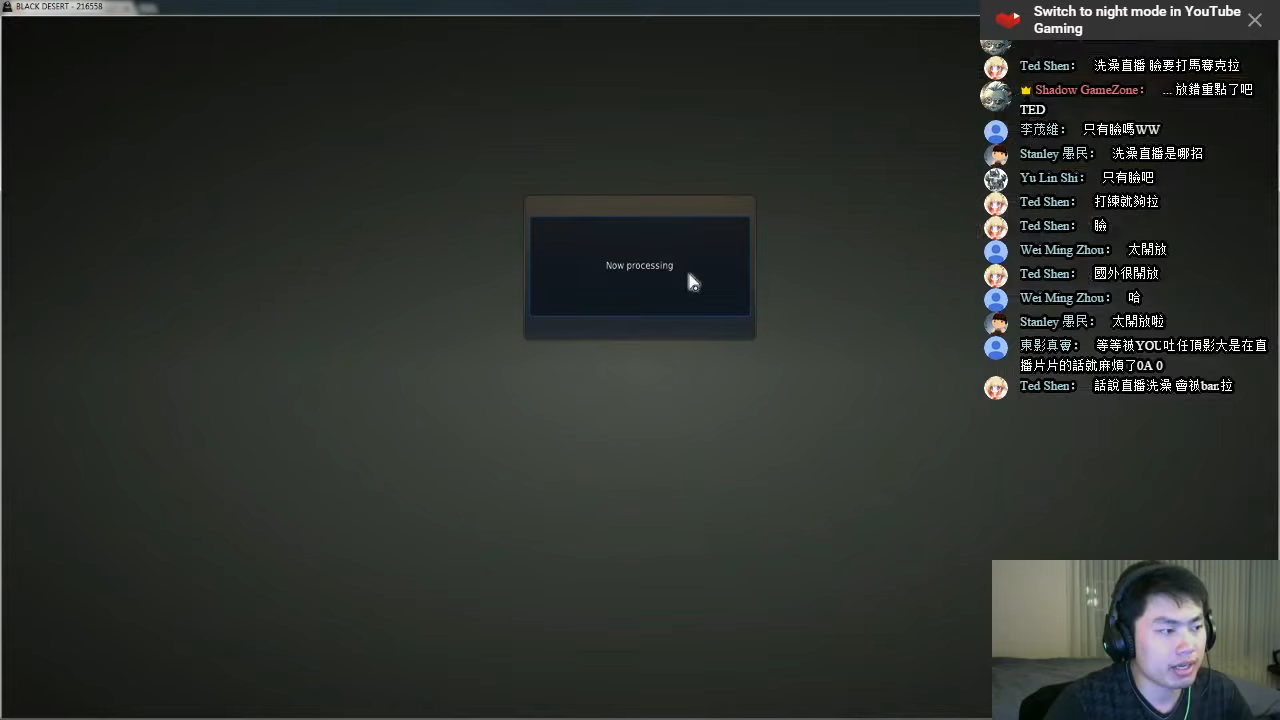 BLACK DESERT - 216558
Switch to night mode in YouTube
Gaming
Ted Shen: 洗澡直播 臉要打馬賽克拉
Shadow GameZone: ... 放錯重點了吧
TED
李茂維: 只有臉嗎WW
Stanley 愚民: 洗澡直播是哪招
Yu Lin Shi: 只有臉吧
Ted Shen: 打練就夠拉
Ted Shen: 臉
Wei Ming Zhou: 太開放
Ted Shen: 國外很開放
Wei Ming Zhou: 哈
Stanley 愚民: 太開放啦
等等被YOU吐任頂影大是在直
播片片的話就麻煩了0A 0
Ted Shen: 話說直播洗澡 會被ban拉
Now processing